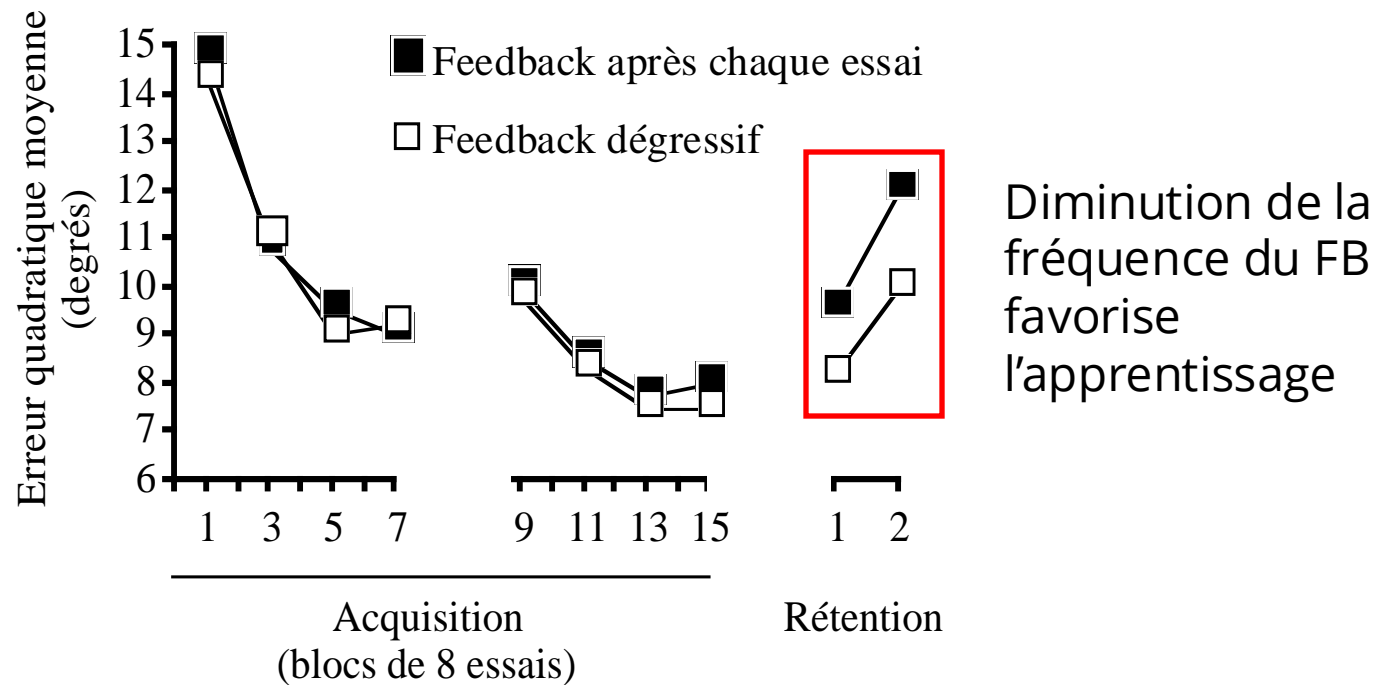 Erreur quadratique moyenne
(degrés)
15
14
13
12
11
10
9
8
7
6
Feedback après chaque essai
Feedback dégressif
1 3 5 7 9 11 13 15 1 2
Acquisition
(blocs de 8 essais)
Rétention
Diminution de la
fréquence du FB
favorise
l’apprentissage